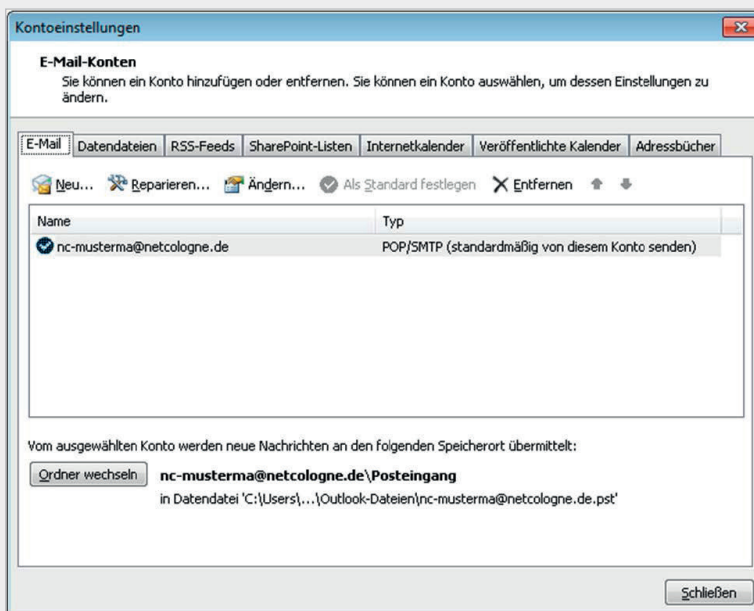 Kontoeinstellungen
E-Mail-Konten
Sie können ein Konto hinzufügen oder entfernen. Sie können ein Konto auswählen, um dessen Einstellungen zu
ändern.
E-Mail Datendateien RSS-Feeds SharePoint-Listen Internetkalender Veröffentlichte Kalender Adressbücher
Neu... Reparieren... Ändern... Als Standard festlegen Entfernen
Name Typ
nc-musterma@netcologne.de POP/SMTP (standardmäßig von diesem Konto senden)
Vom ausgewählten Konto werden neue Nachrichten an den folgenden Speicherort übermittelt:
Ordner wechseln nc-musterma@netcologne.de\Posteingang
in Datendatei 'C:\Users\...\Outlook-Dateien\nc-musterma@netcologne.de.pst'
Schließen